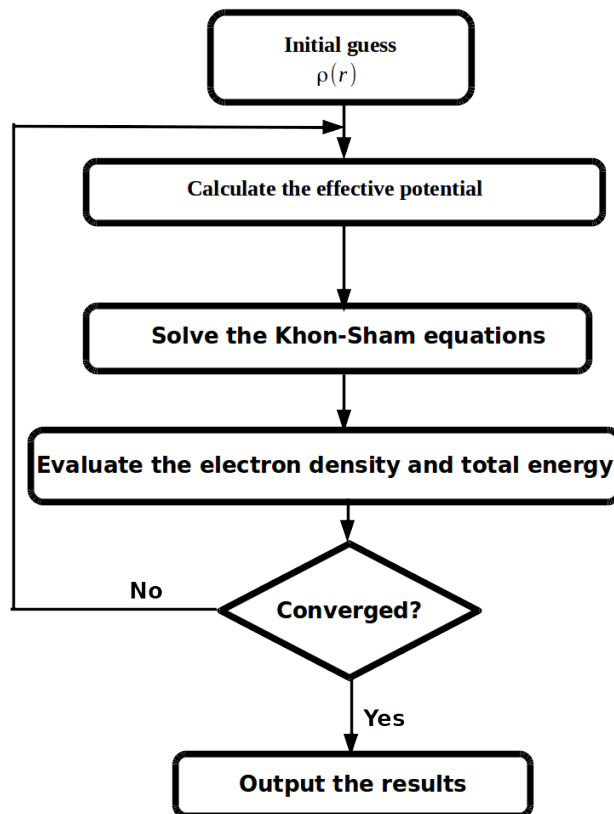 Initial guess
ρ(r)
Calculate the effective potential
Solve the Khon-Sham equations
Evaluate the electron density and total energy
No
Converged?
Yes
Output the results